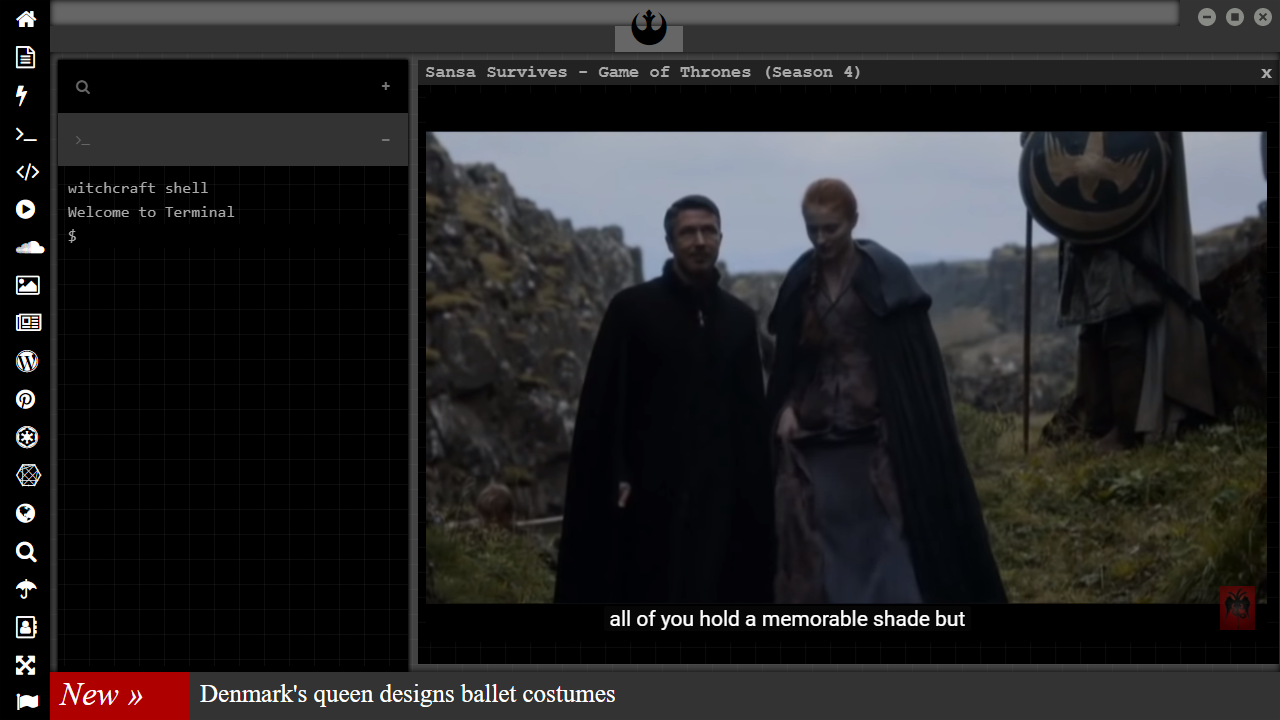 Sansa Survives - Game of Thrones (Season 4)
x
+
>_
-
witchcraft shell
Welcome to Terminal
$
all of you hold a memorable shade but
New »
Denmark's queen designs ballet costumes